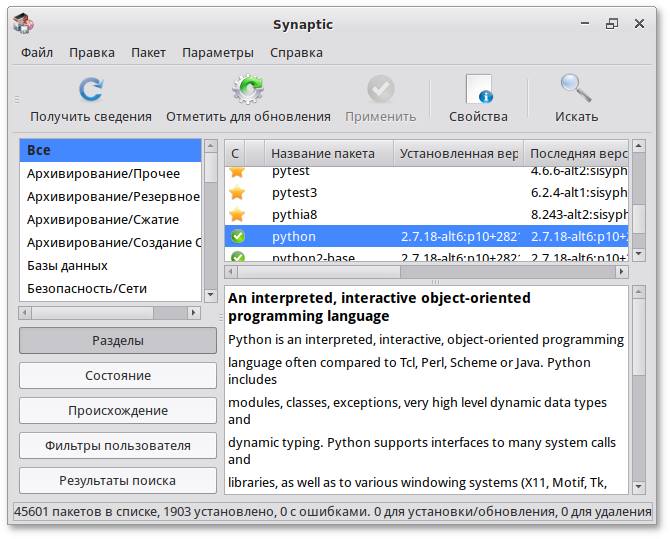 Synaptic
Файл Правка Пакет Параметры Справка
Получить сведения Отметить для обновления Применить Свойства Искать
Все
Архивирование/Прочее
Архивирование/Резервное
Архивирование/Сжатие
Архивирование/Создание С
Базы данных
Безопасность/Сети
Разделы
Состояние
Происхождение
Фильтры пользователя
Результаты поиска
С Название пакета Установленная вер Последняя верс
pytest 4.6.6-alt2:sisyph
pytest3 6.2.4-alt1:sisyph
pythia8 8.243-alt2:sisyph
python 2.7.18-alt6:p10+282 2.7.18-alt6:p10+2
python2-base 2.7.18-alt6:p10+282 2.7.18-alt6:p10+2
An interpreted, interactive object-oriented
programming language
Python is an interpreted, interactive, object-oriented programming
language often compared to Tcl, Perl, Scheme or Java. Python
includes
modules, classes, exceptions, very high level dynamic data types
and
dynamic typing. Python supports interfaces to many system calls
and
libraries, as well as to various windowing systems (X11, Motif, Tk,
45601 пакетов в списке, 1903 установлено, 0 с ошибками. 0 для установки/обновления, 0 для удаления